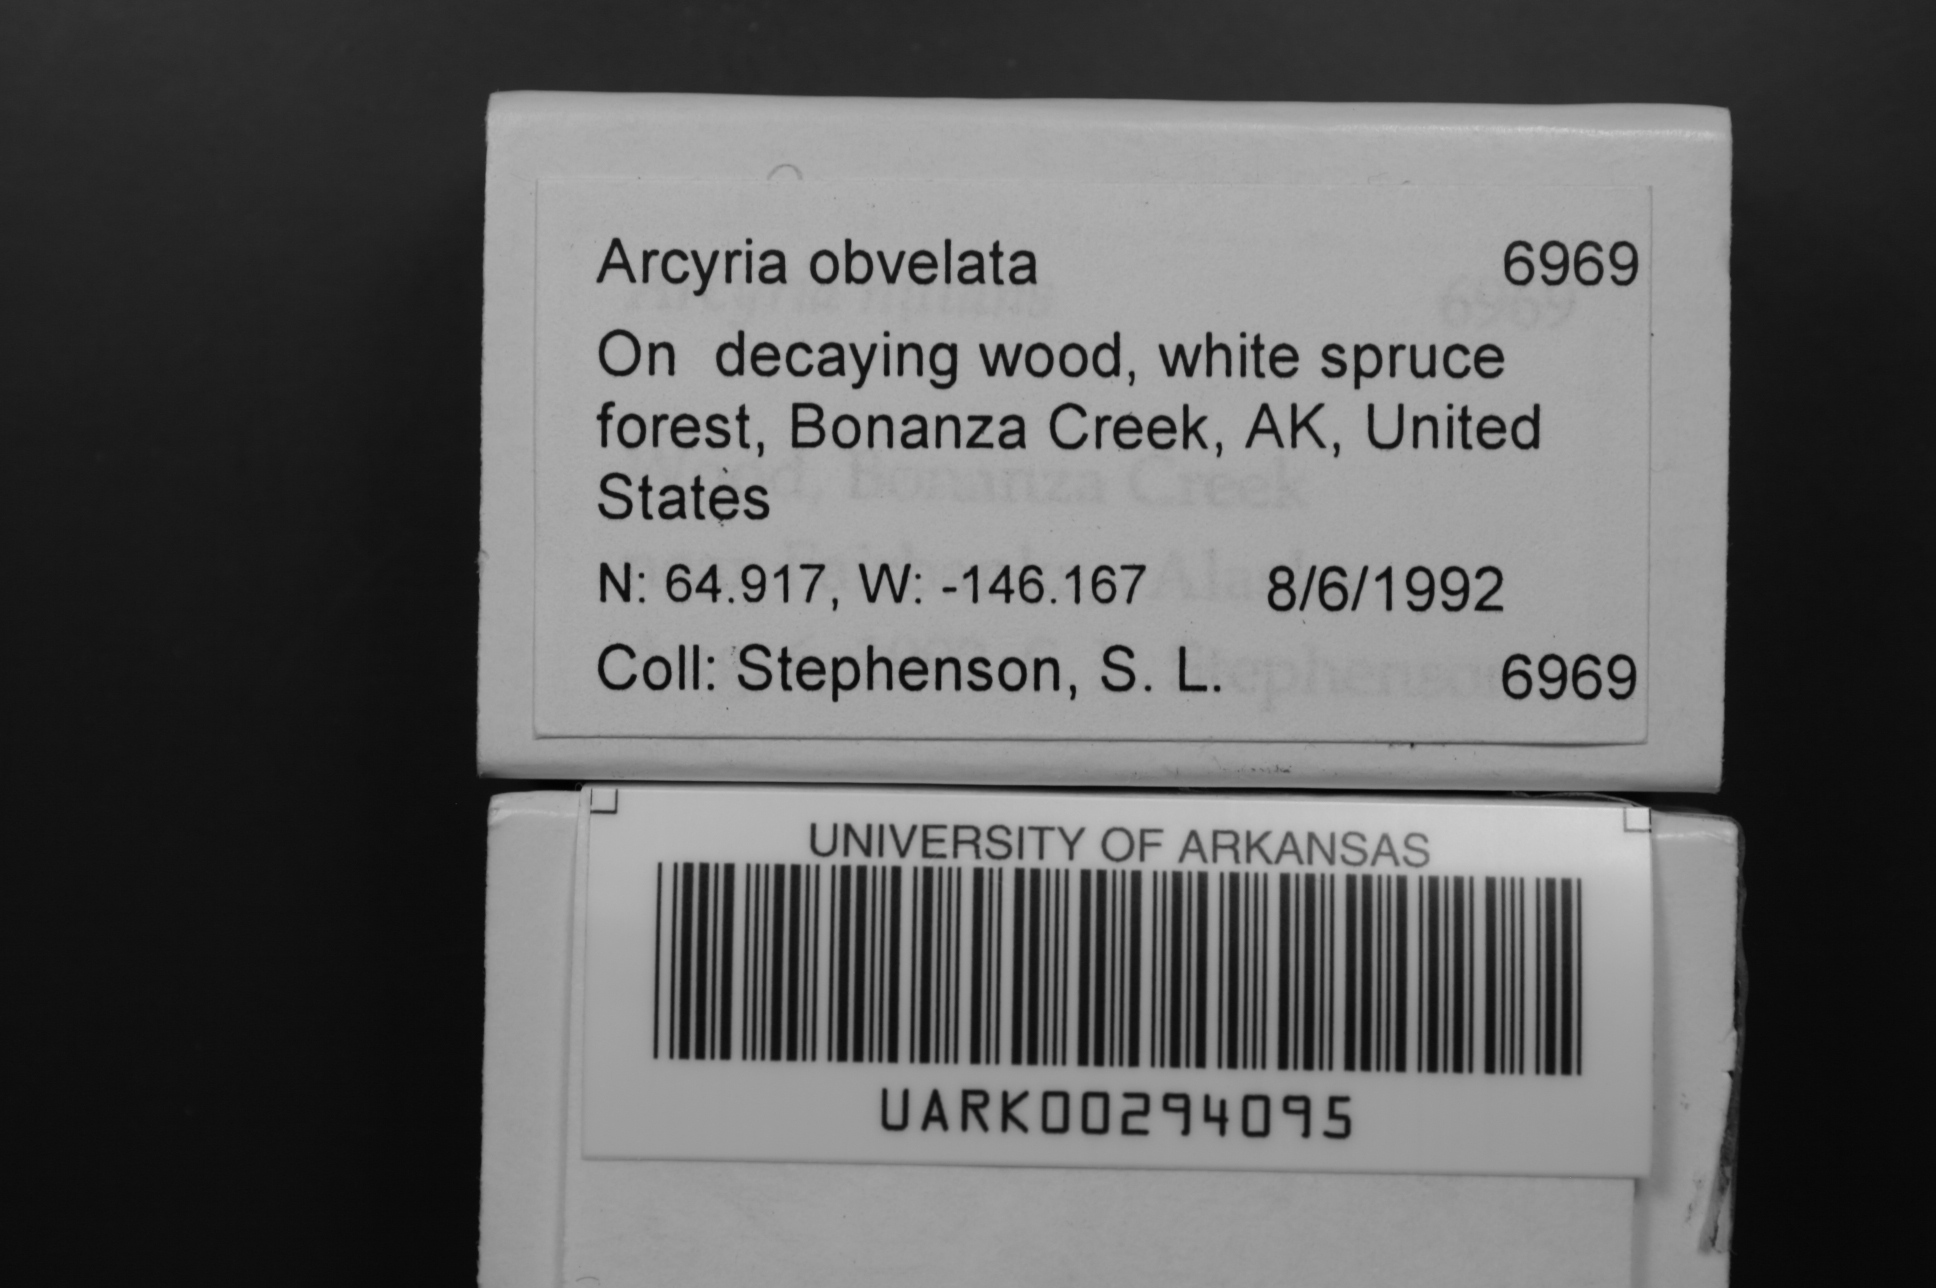 Arcyria obvelata 6969
On decaying wood, white spruce
forest, Bonanza Creek, AK, United
States
N: 64.917, W: -146.167 8/6/1992
Coll: Stephenson, S. L. 6969
UNIVERSITY OF ARKANSAS
UARK00294095